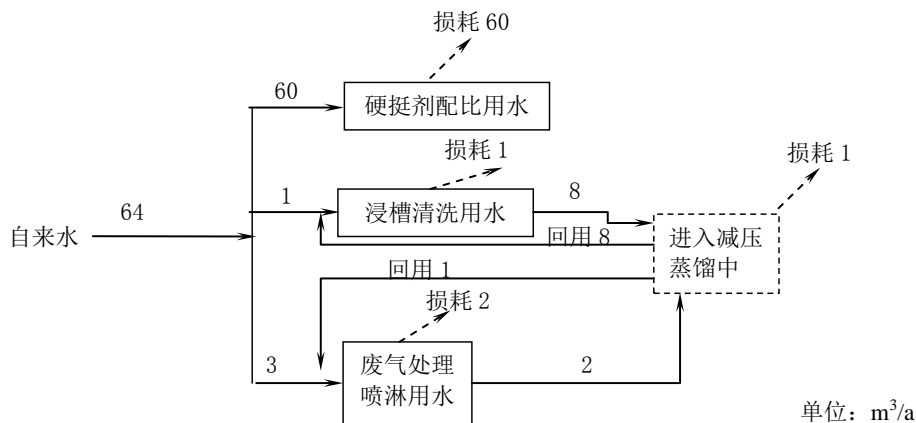 损耗 60
60
硬挺剂配比用水
损耗 1
损耗 1
1
8
64
浸槽清洗用水
自来水
回用 8
进入减压
蒸馏中
回用 1
损耗 2
3
废气处理
喷淋用水
2
单位：m³/a